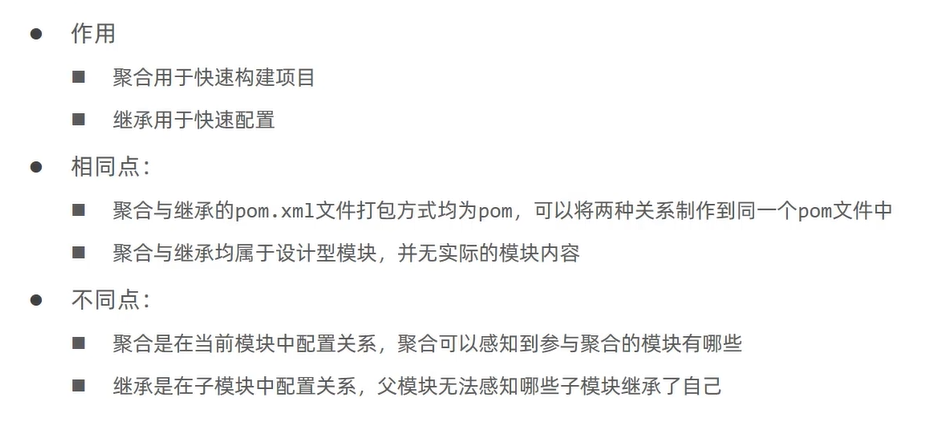 作用
聚合用于快速构建项目
继承用于快速配置
相同点：
聚合与继承的pom.xml文件打包方式均为pom，可以将两种关系制作到同一个pom文件中
聚合与继承均属于设计型模块，并无实际的模块内容
不同点：
聚合是在当前模块中配置关系，聚合可以感知到参与聚合的模块有哪些
继承是在子模块中配置关系，父模块无法感知哪些子模块继承了自己